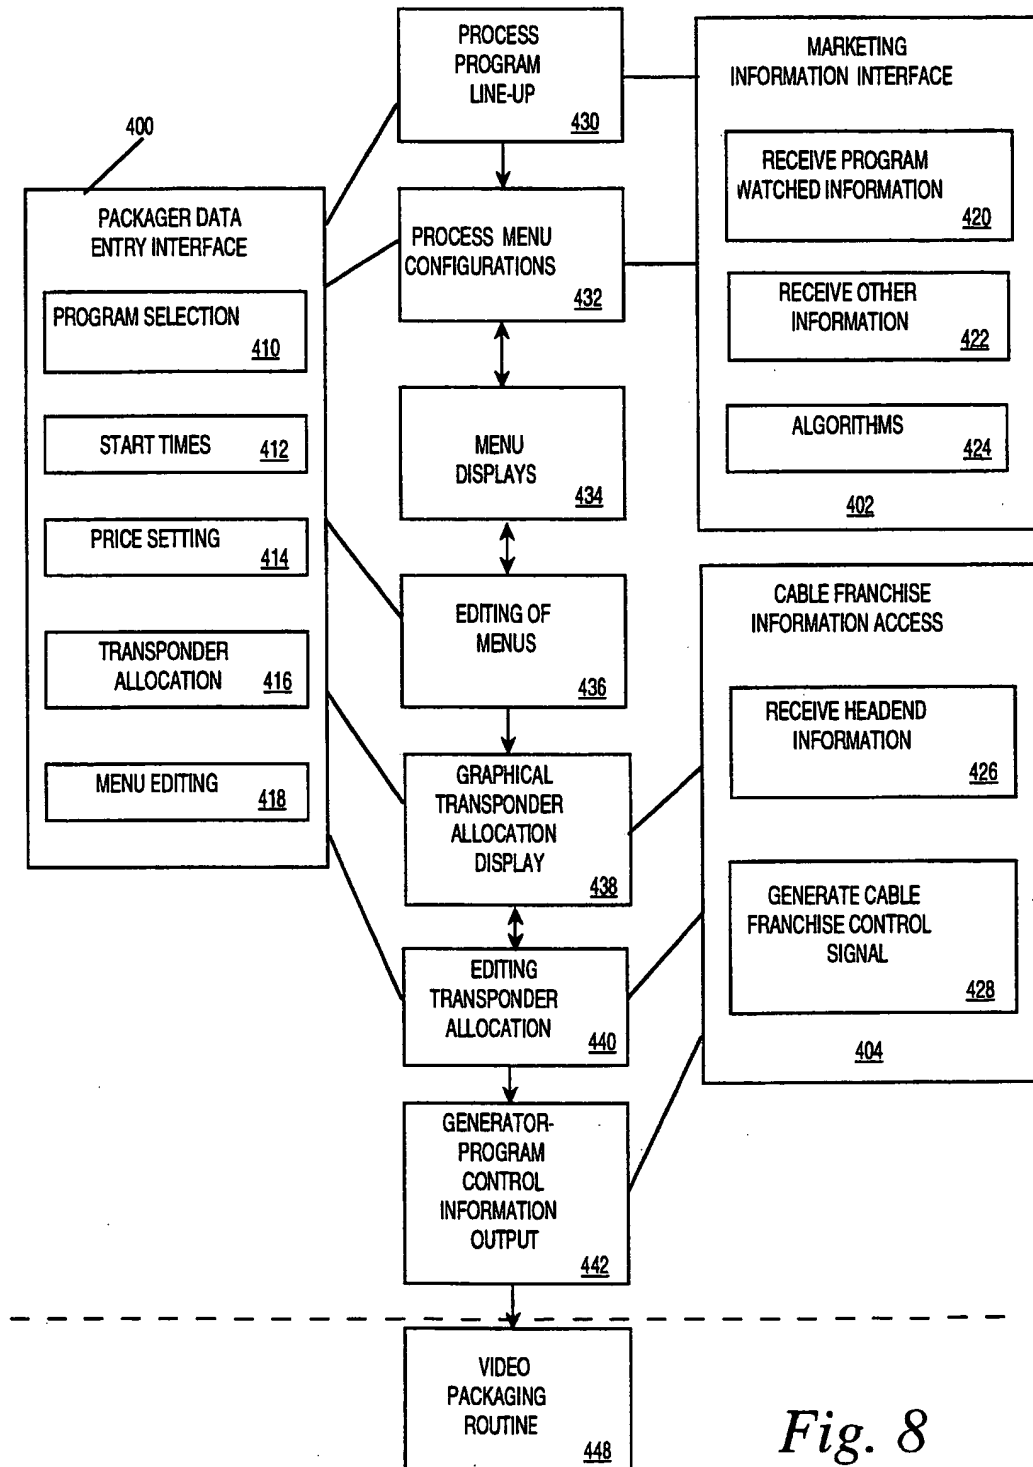 400
PACKAGER DATA
ENTRY INTERFACE
PROGRAM SELECTION
410
START TIMES
412
PRICE SETTING
414
TRANSPONDER
ALLOCATION
416
MENU EDITING
418
PROCESS
PROGRAM
LINE-UP
430
PROCESS MENU
CONFIGURATIONS
432
MENU
DISPLAYS
434
EDITING OF
MENUS
436
GRAPHICAL
TRANSPONDER
ALLOCATION
DISPLAY
438
EDITING
TRANSPONDER
ALLOCATION
440
GENERATOR-
PROGRAM
CONTROL
INFORMATION
OUTPUT
442
VIDEO
PACKAGING
ROUTINE
448
MARKETING
INFORMATION INTERFACE
RECEIVE PROGRAM
WATCHED INFORMATION
420
RECEIVE OTHER
INFORMATION
422
ALGORITHMS
424
402
CABLE FRANCHISE
INFORMATION ACCESS
RECEIVE HEADEND
INFORMATION
426
GENERATE CABLE
FRANCHISE CONTROL
SIGNAL
428
404
Fig. 8